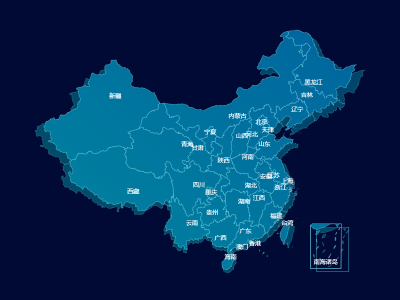 黑龙江
吉林
新疆
辽宁
内蒙古
北京
天津
宁夏
山西
河北
山东
青海
甘肃
河南
陕西
江苏
安徽
上海
四川
湖北
浙江
西藏
重庆
湖南
江西
贵州
福建
云南
台湾
广东
广西
澳门
香港
海南
南海诸岛